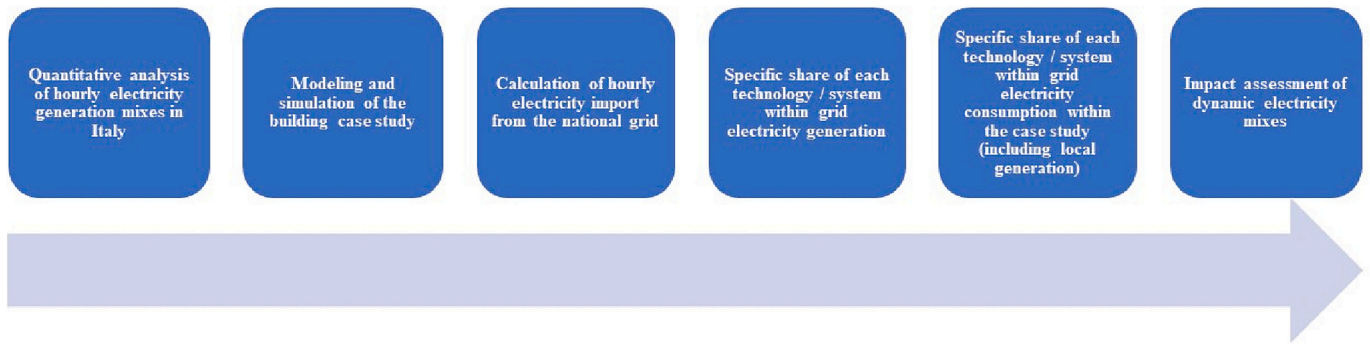 Quantitative analysis
of hourly electricity
generation mixes in
Italy
Modeling and
simulation of the
building case study
Calculation of hourly
electricity import
from the national grid
Specific share of each
technology / system
within grid
electricity generation
Specific share of each
technology / system
within grid
electricity
consumption within
the case study
(including local
generation)
Impact assessment of
dynamic electricity
mixes